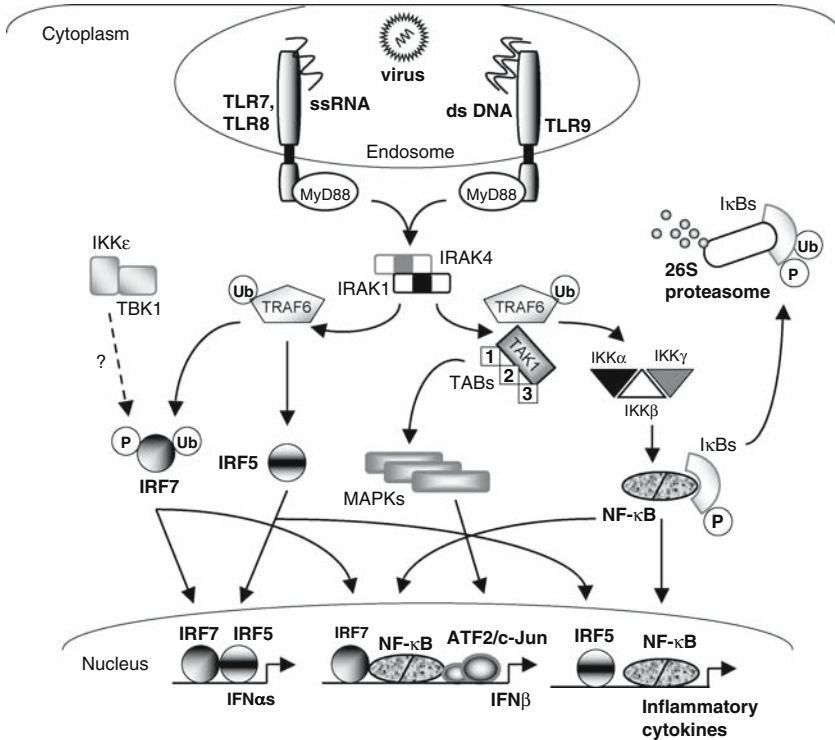 Cytoplasm
virus
TLR7,
TLR8
ssRNA
ds DNA
TLR9
Endosome
MyD88
MyD88
IκBs
Ub
P
26S
proteasome
IKKε
TBK1
IRAK4
IRAK1
Ub
TRAF6
TRAF6
Ub
TAK1
1
2
3
TABs
IKKα
IKKγ
IKKβ
?
P
Ub
IRF7
IRF5
MAPKs
IκBs
NF-κB
P
Nucleus
IRF7
IRF5
IFNαs
IRF7
NF-κB
ATF2/c-Jun
IFNβ
IRF5
NF-κB
Inflammatory
cytokines